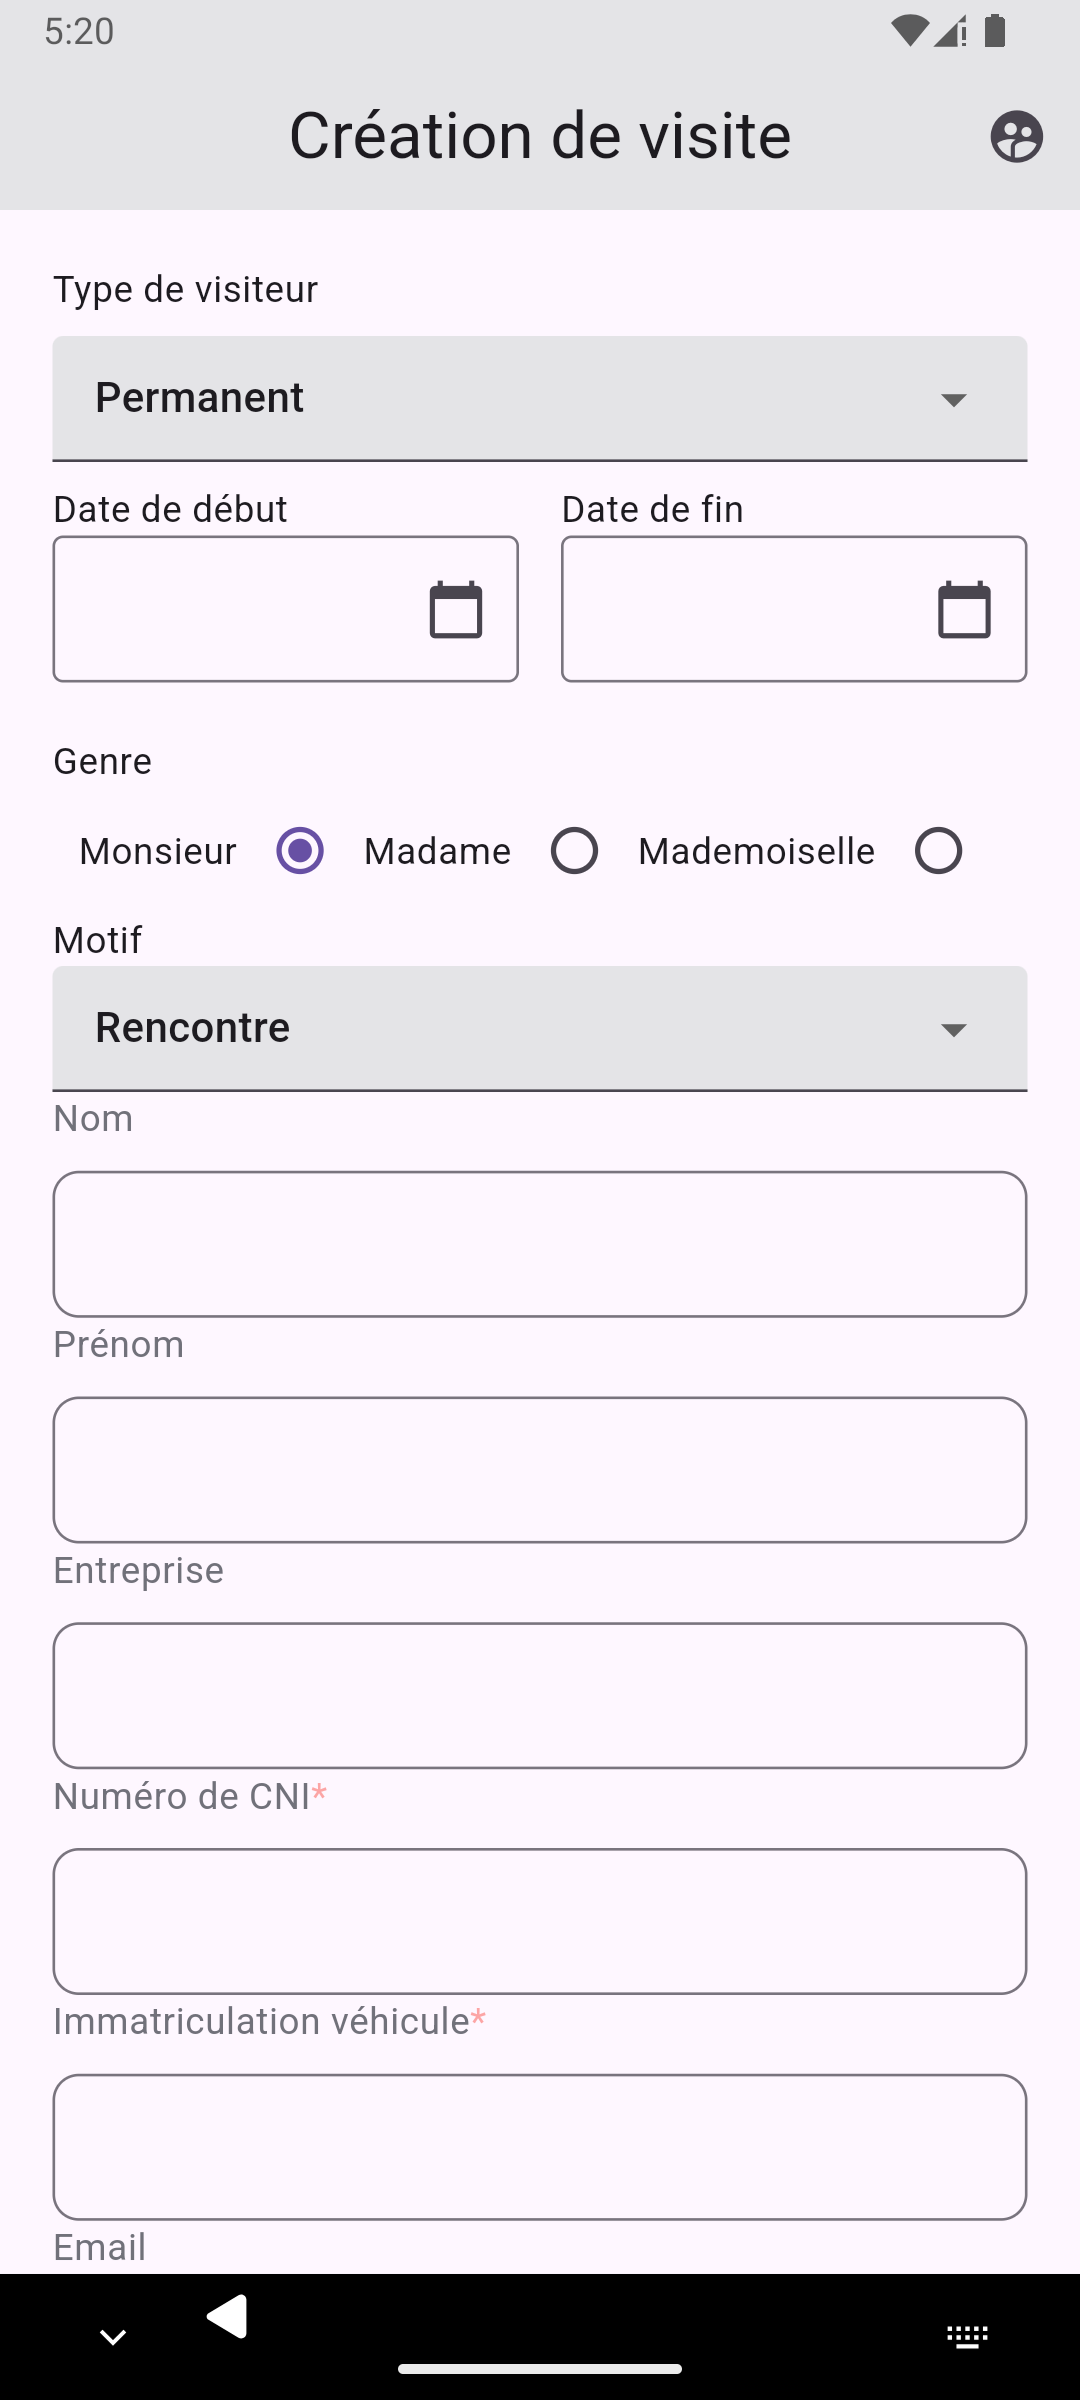 5:20
Création de visite
Type de visiteur
Permanent
Date de début Date de fin
Genre
Monsieur Madame Mademoiselle
Motif
Rencontre
Nom
Prénom
Entreprise
Numéro de CNI*
Immatriculation véhicule*
Email